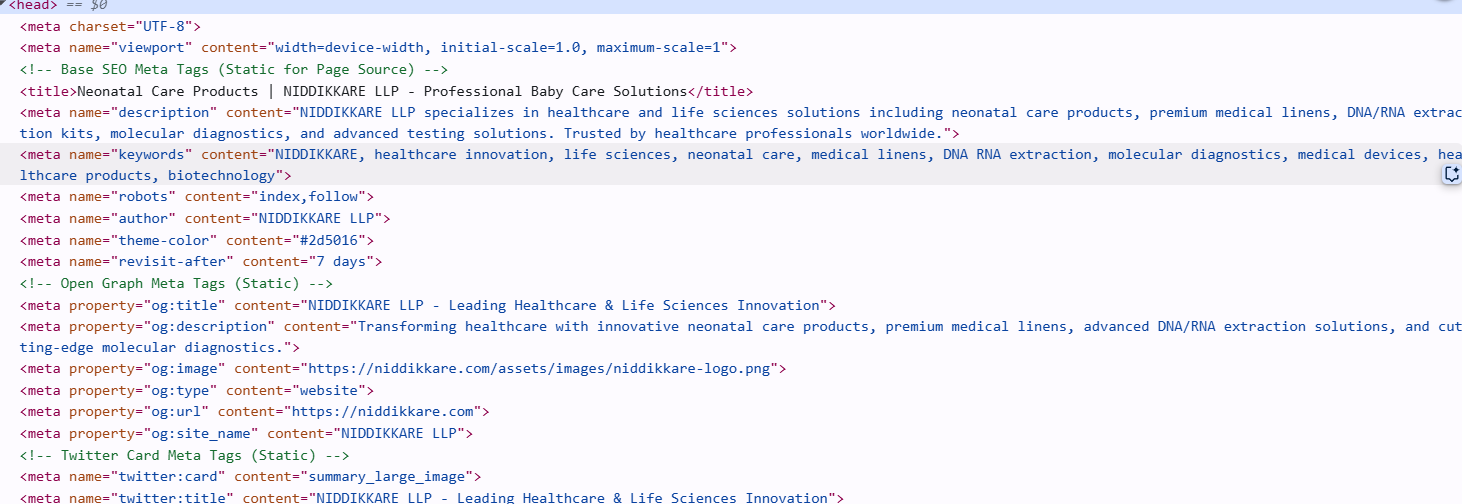 <head> == $0
<meta charset="UTF-8">
<meta name="viewport" content="width=device-width, initial-scale=1.0, maximum-scale=1">
<!-- Base SEO Meta Tags (Static for Page Source) -->
<title>Neonatal Care Products | NIDDIKKARE LLP - Professional Baby Care Solutions</title>
<meta name="description" content="NIDDIKKARE LLP specializes in healthcare and life sciences solutions including neonatal care products, premium medical linens, DNA/RNA extrac
tion kits, molecular diagnostics, and advanced testing solutions. Trusted by healthcare professionals worldwide.">
<meta name="keywords" content="NIDDIKKARE, healthcare innovation, life sciences, neonatal care, medical linens, DNA RNA extraction, molecular diagnostics, medical devices, hea
lthcare products, biotechnology">
<meta name="robots" content="index,follow">
<meta name="author" content="NIDDIKKARE LLP">
<meta name="theme-color" content="#2d5016">
<meta name="revisit-after" content="7 days">
<!-- Open Graph Meta Tags (Static) -->
<meta property="og:title" content="NIDDIKKARE LLP - Leading Healthcare & Life Sciences Innovation">
<meta property="og:description" content="Transforming healthcare with innovative neonatal care products, premium medical linens, advanced DNA/RNA extraction solutions, and cut
ting-edge molecular diagnostics.">
<meta property="og:image" content="https://niddikkare.com/assets/images/niddikkare-logo.png">
<meta property="og:type" content="website">
<meta property="og:url" content="https://niddikkare.com">
<meta property="og:site_name" content="NIDDIKKARE LLP">
<!-- Twitter Card Meta Tags (Static) -->
<meta name="twitter:card" content="summary_large_image">
<meta name="twitter:title" content="NIDDIKKARE LLP - Leading Healthcare & Life Sciences Innovation">